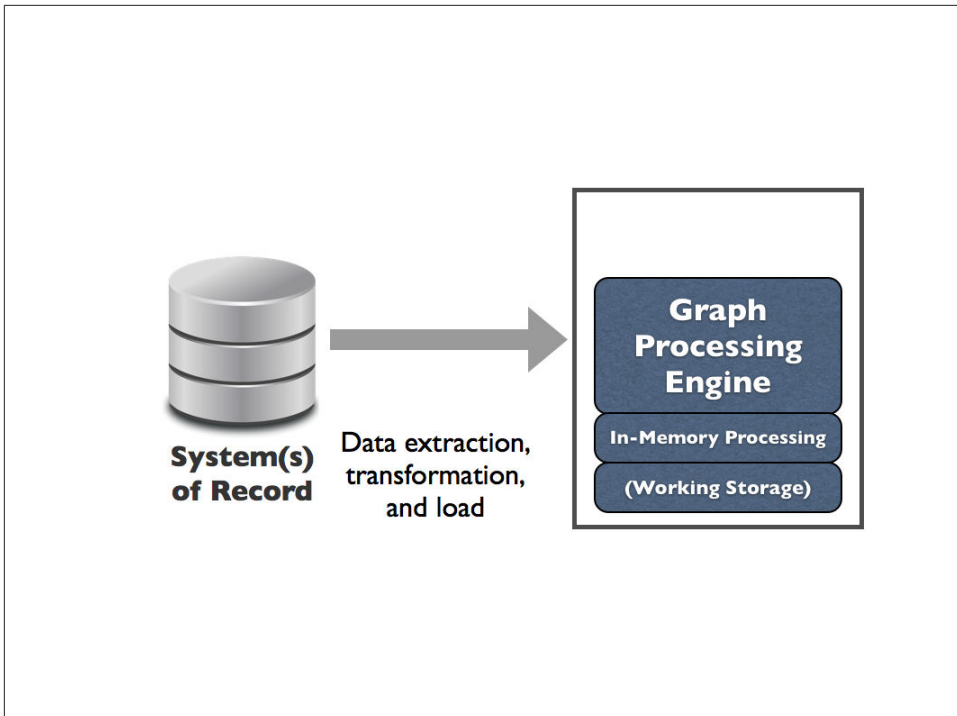 System(s)
of Record
Data extraction,
transformation,
and load
Graph
Processing
Engine
In-Memory Processing
(Working Storage)